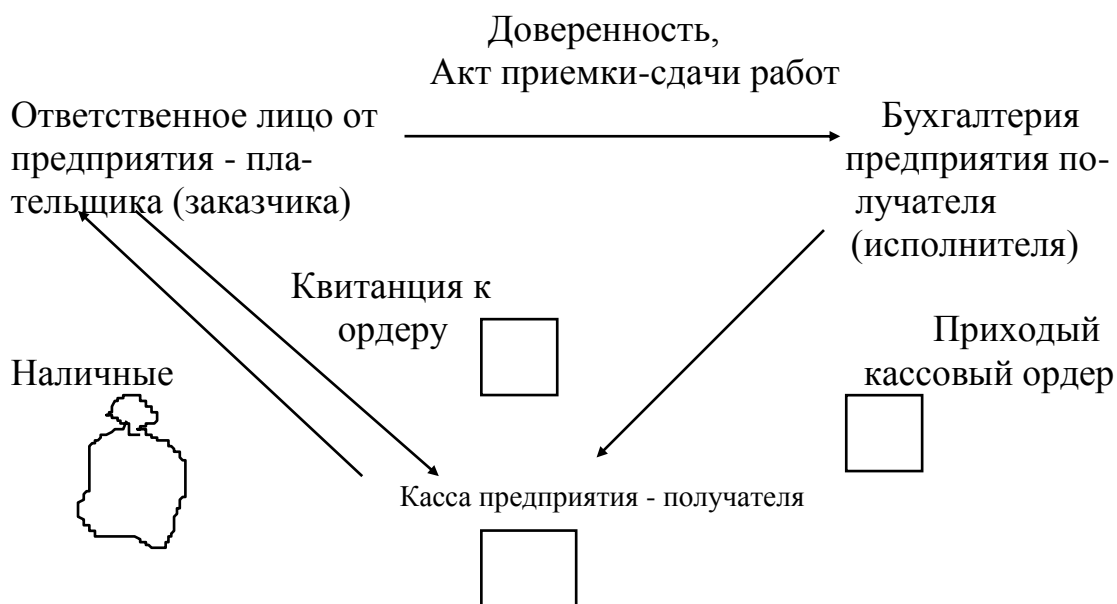 Доверенность,
Акт приемки-сдачи работ
Ответственное лицо от
предприятия - пла-
тельщика (заказчика)
Бухгалтерия
предприятия по-
лучателя
(исполнителя)
Квитанция к
ордеру
Приходый
кассовый ордер
Наличные
Касса предприятия - получателя